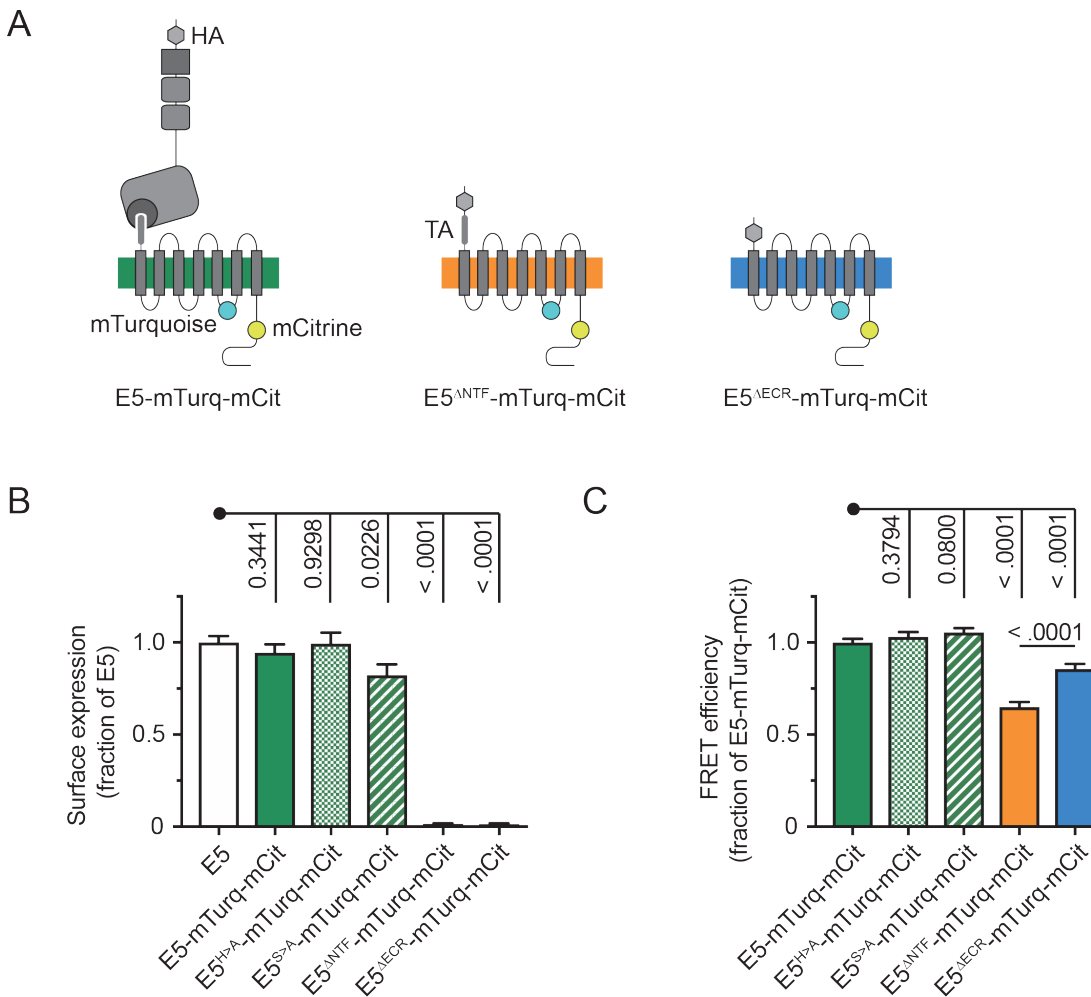 A
HA
TA
mTurquoise
mCitrine
E5-mTurq-mCit
E5ΔNTF-mTurq-mCit
E5ΔECR-mTurq-mCit
B
0.3441
0.9298
0.0226
< .0001
< .0001
Surface expression
(fraction of E5)
1.0
0.5
0
E5
E5-mTurq-mCit
E5H>A-mTurq-mCit
E5S>A-mTurq-mCit
E5ΔNTF-mTurq-mCit
E5ΔECR-mTurq-mCit
C
0.3794
0.0800
< .0001
< .0001
< .0001
FRET efficiency
(fraction of E5-mTurq-mCit)
1.0
0.5
0
E5-mTurq-mCit
E5H>A-mTurq-mCit
E5S>A-mTurq-mCit
E5ΔNTF-mTurq-mCit
E5ΔECR-mTurq-mCit